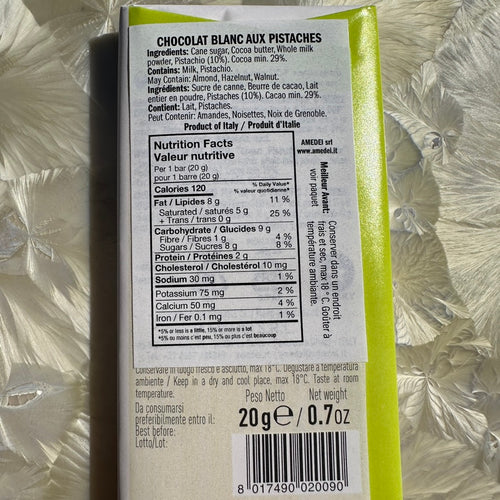 CHOCOLAT BLANC AUX PISTACHES
Ingredients: Cane sugar, Cocoa butter, Whole milk
powder, Pistachio (10%). Cocoa min. 29%.
Contains: Milk, Pistachio.
May Contain: Almond, Hazelnut, Walnut.
Ingrédients: Sucre de canne, Beurre de cacao, Lait
entier en poudre, Pistaches (10%). Cacao min. 29%.
Contient: Lait, Pistaches.
Peut Contenir: Amandes, Noisettes, Noix de Grenoble.
Product of Italy / Produit d'Italie
Nutrition Facts
Valeur nutritive
Per 1 bar (20 g)
pour 1 barre (20 g)
Calories 120
% Daily Value*
% valeur quotidienne*
Fat / Lipides 8 g 11 %
Saturated / saturés 5 g
+ Trans / trans 0 g 25 %
Carbohydrate / Glucides 9 g
Fibre / Fibres 1 g 4 %
Sugars / Sucres 8 g 8 %
Protein / Protéines 2 g
Cholesterol / Cholestérol 10 mg
Sodium 30 mg 1 %
Potassium 75 mg 2 %
Calcium 50 mg 4 %
Iron / Fer 0.1 mg 1 %
*5% or less is a little, 15% or more is a lot
*5% ou moins c'est peu, 15% ou plus c'est beaucoup
AMEDEI srl
www.amedei.it
Meilleur Avant:
voir paquet
Conserver dans un endroit
frais et sec, max 18 ° C. Goûter à
température ambiante.
Conservare in luogo fresco e asciutto, max 18°C. Degustare a temperatura
ambiente / Keep in a dry and cool place, max 18°C. Taste at room
temperature.
Da consumarsi
preferibilmente entro il:
Best before:
Lotto/Lot:
Peso Netto Net weight
20g℮/ 0.7oz
8 017490 020090